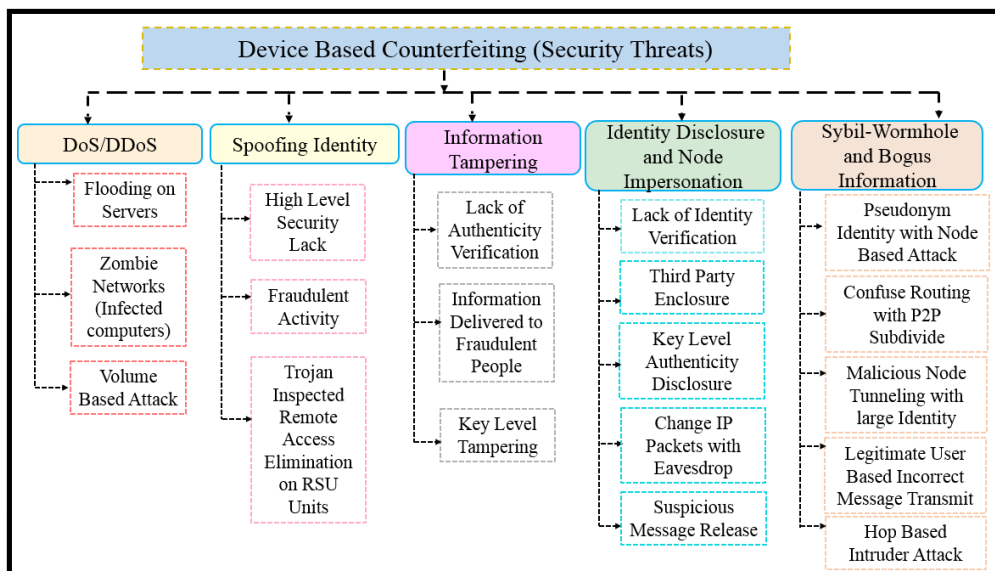 Device Based Counterfeiting (Security Threats)
DoS/DDoS
Flooding on
Servers
Zombie
Networks
(Infected
computers)
Volume
Based Attack
Spoofing Identity
High Level
Security
Lack
Fraudulent
Activity
Trojan
Inspected
Remote
Access
Elimination
on RSU
Units
Information
Tampering
Lack of
Authenticity
Verification
Information
Delivered to
Fraudulent
People
Key Level
Tampering
Identity Disclosure
and Node
Impersonation
Lack of Identity
Verification
Third Party
Enclosure
Key Level
Authenticity
Disclosure
Change IP
Packets with
Eavesdrop
Suspicious
Message Release
Sybil-Wormhole
and Bogus
Information
Pseudonym
Identity with Node
Based Attack
Confuse Routing
with P2P
Subdivide
Malicious Node
Tunneling with
large Identity
Legitimate User
Based Incorrect
Message Transmit
Hop Based
Intruder Attack